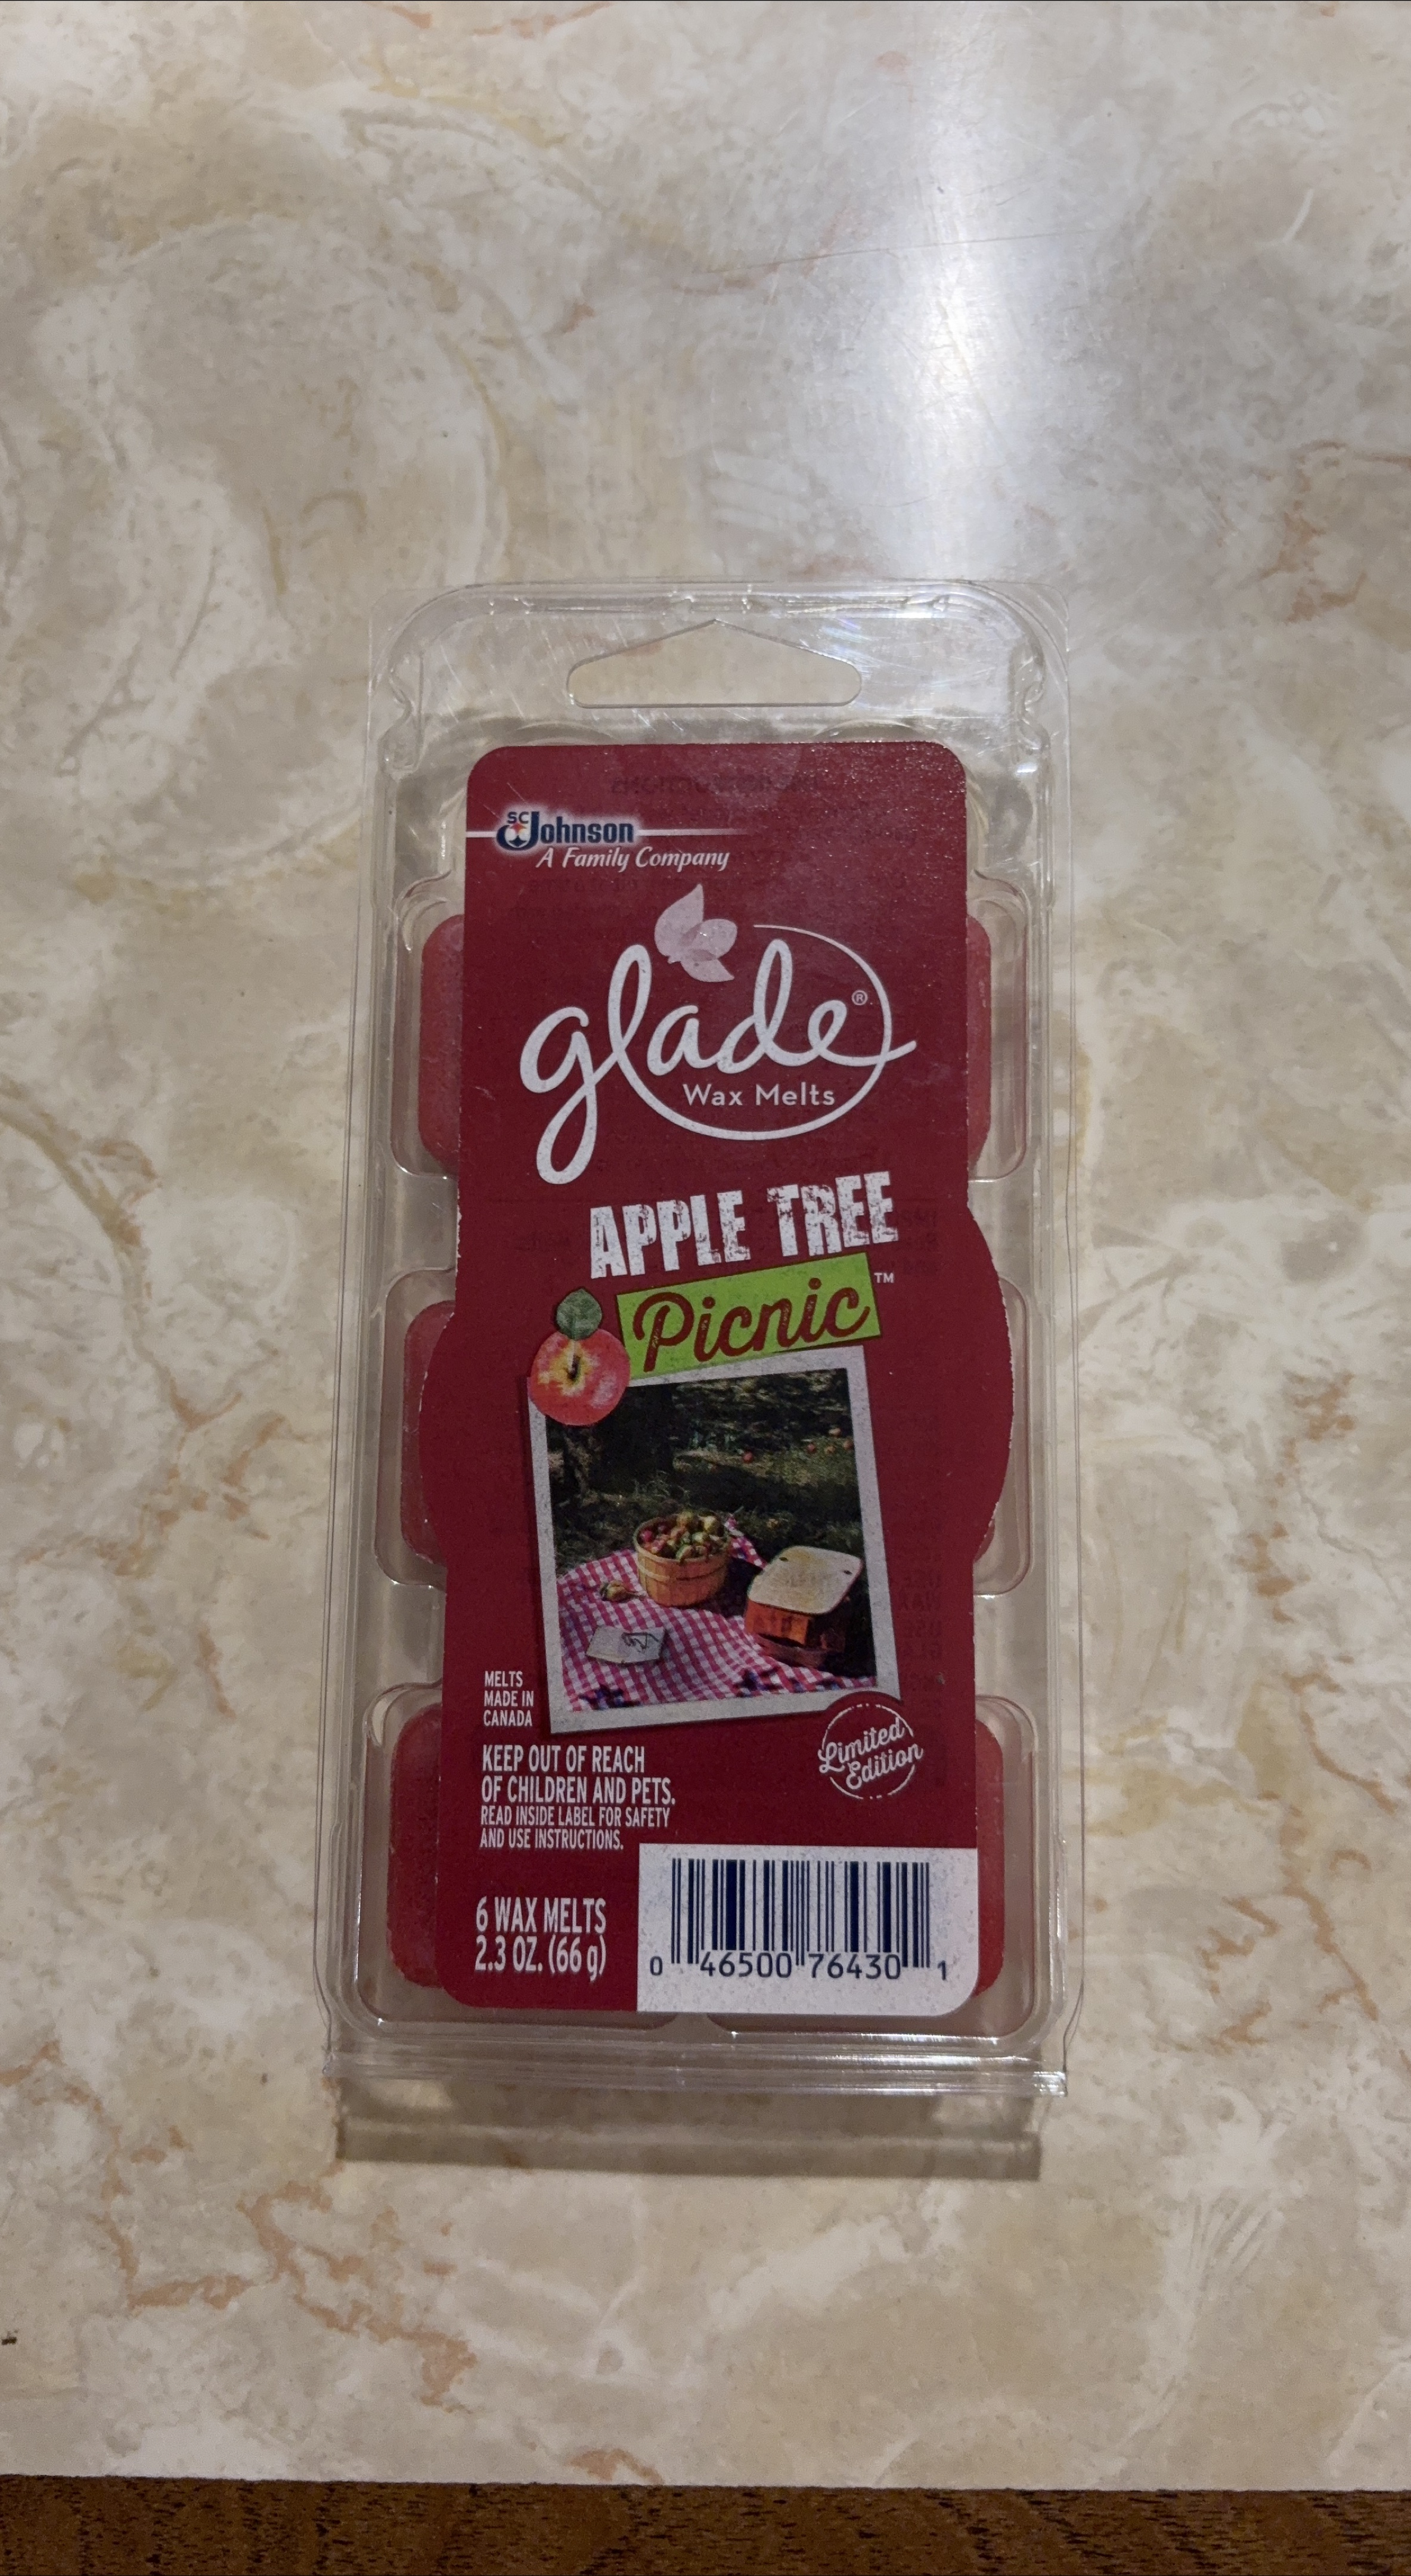 SC Johnson
A Family Company
glade®
Wax Melts
APPLE TREE
Picnic™
MELTS
MADE IN
CANADA
KEEP OUT OF REACH
OF CHILDREN AND PETS.
READ INSIDE LABEL FOR SAFETY
AND USE INSTRUCTIONS.
Limited
Edition
6 WAX MELTS
2.3 OZ. (66 g)
0 46500 76430 1